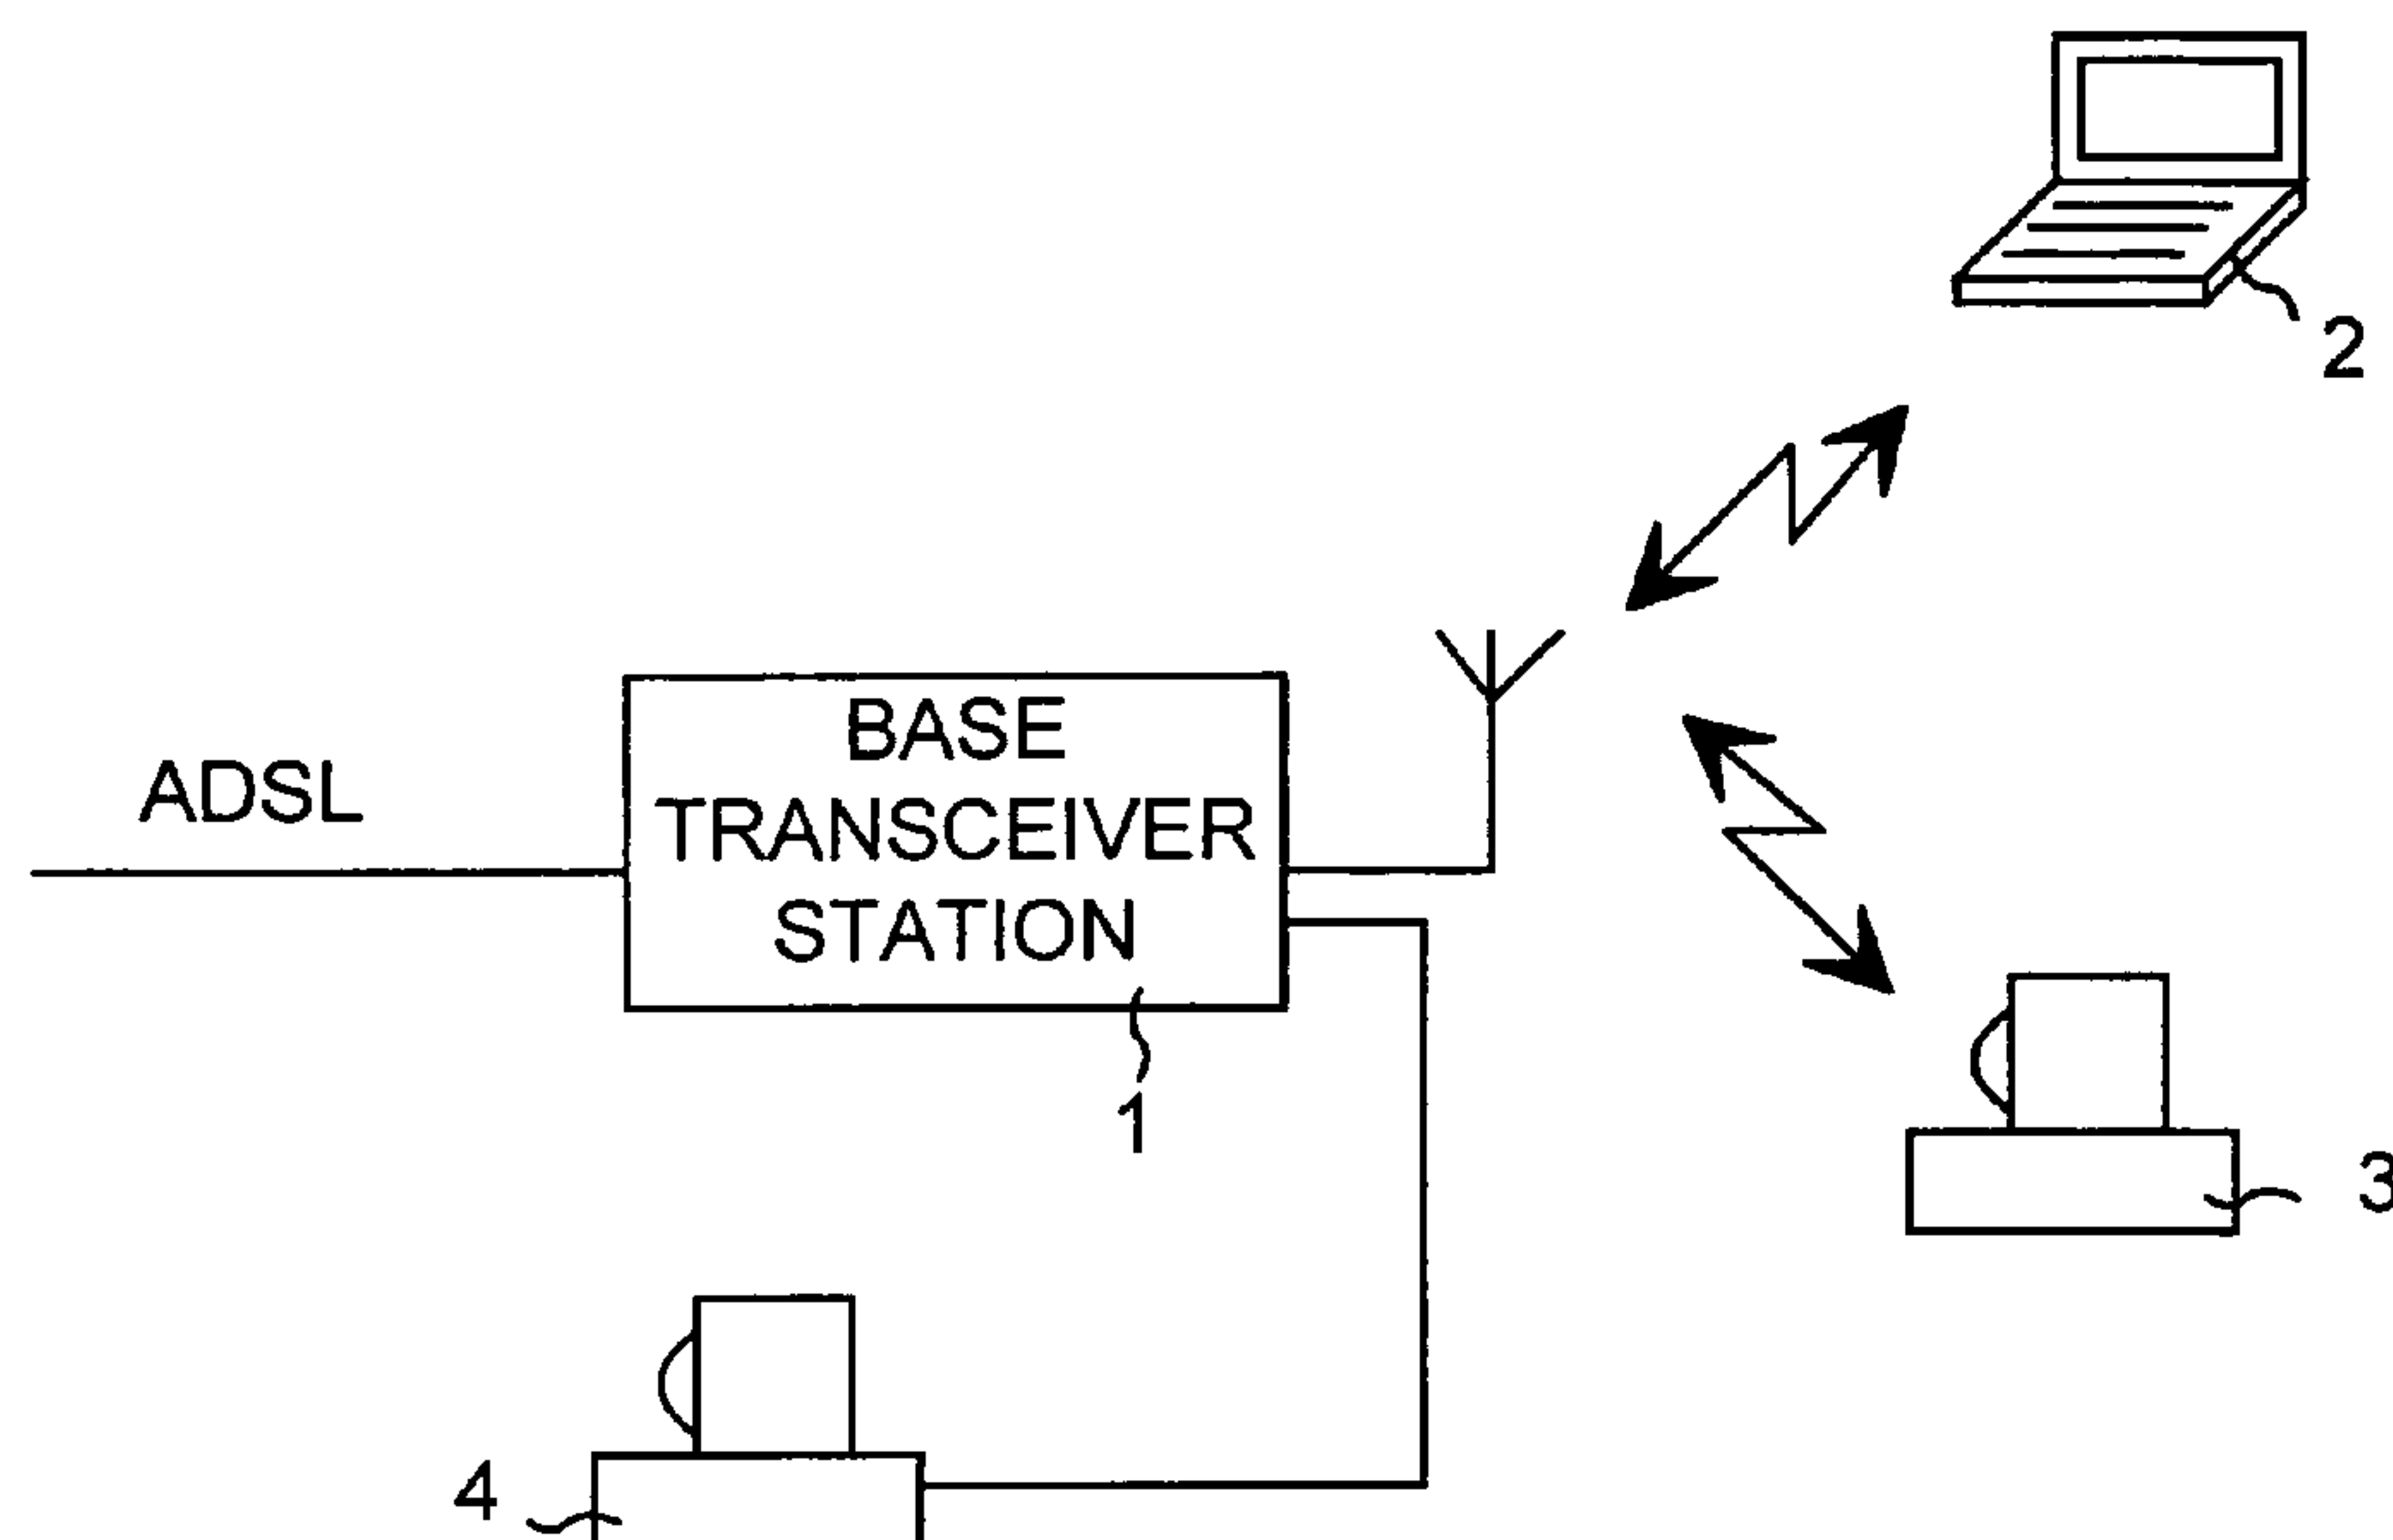 2
BASE
TRANSCEIVER
STATION
ADSL
1
3
4